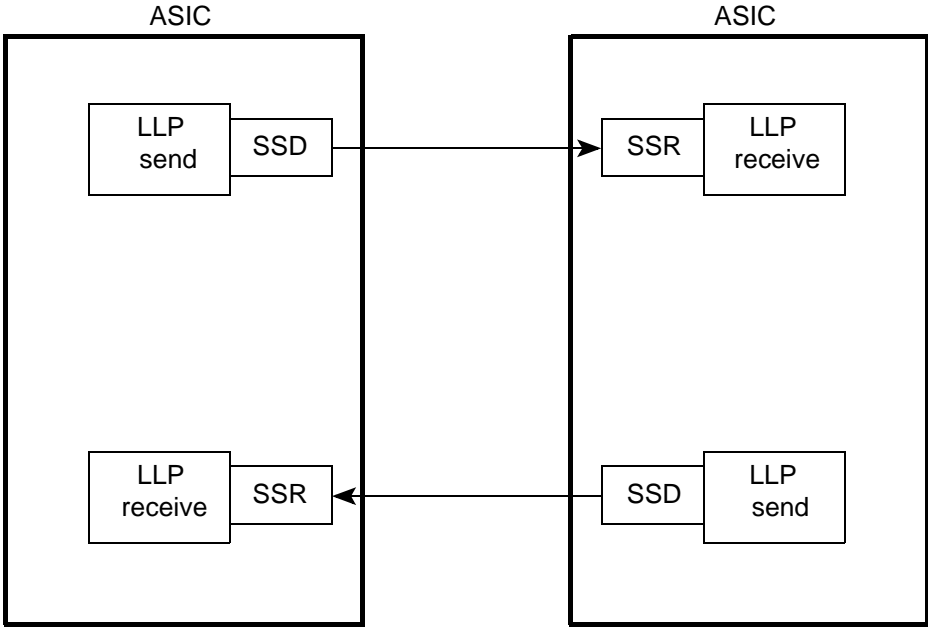 ASIC
ASIC
LLP
send
SSD
SSR
LLP
receive
LLP
receive
SSR
SSD
LLP
send